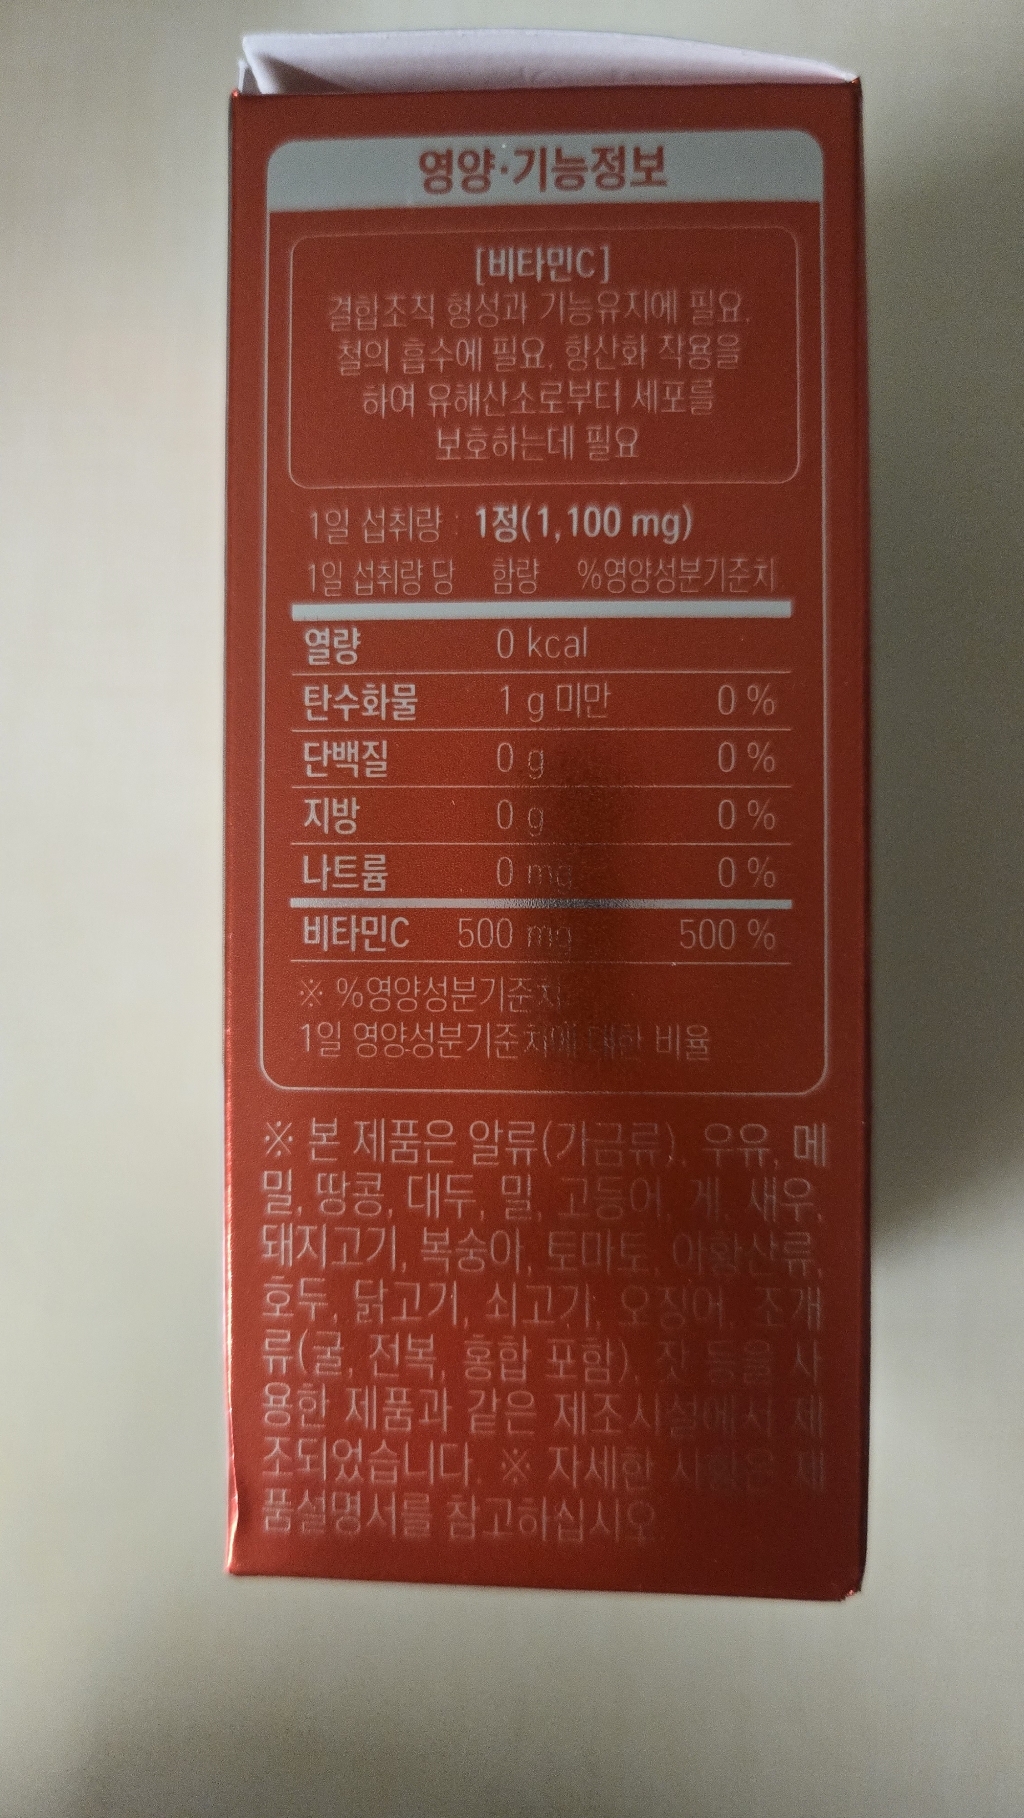 영양·기능정보
[비타민C]
결합조직 형성과 기능유지에 필요,
철의 흡수에 필요, 항산화 작용을
하여 유해산소로부터 세포를
보호하는데 필요
1일 섭취량 : 1정(1,100 mg)
1일 섭취량 당 함량 %영양성분기준치
열량 0 kcal
탄수화물 1 g 미만 0 %
단백질 0 g 0 %
지방 0 g 0 %
나트륨 0 mg 0 %
비타민C 500 mg 500 %
※ %영양성분기준치:
1일 영양성분기준치에 대한 비율
※ 본 제품은 알류(가금류), 우유, 메
밀, 땅콩, 대두, 밀, 고등어, 게, 새우,
돼지고기, 복숭아, 토마토, 아황산류,
호두, 닭고기, 쇠고기, 오징어, 조개
류(굴, 전복, 홍합 포함), 잣 등을 사
용한 제품과 같은 제조시설에서 제
조되었습니다. ※ 자세한 사항은 제
품설명서를 참고하십시오